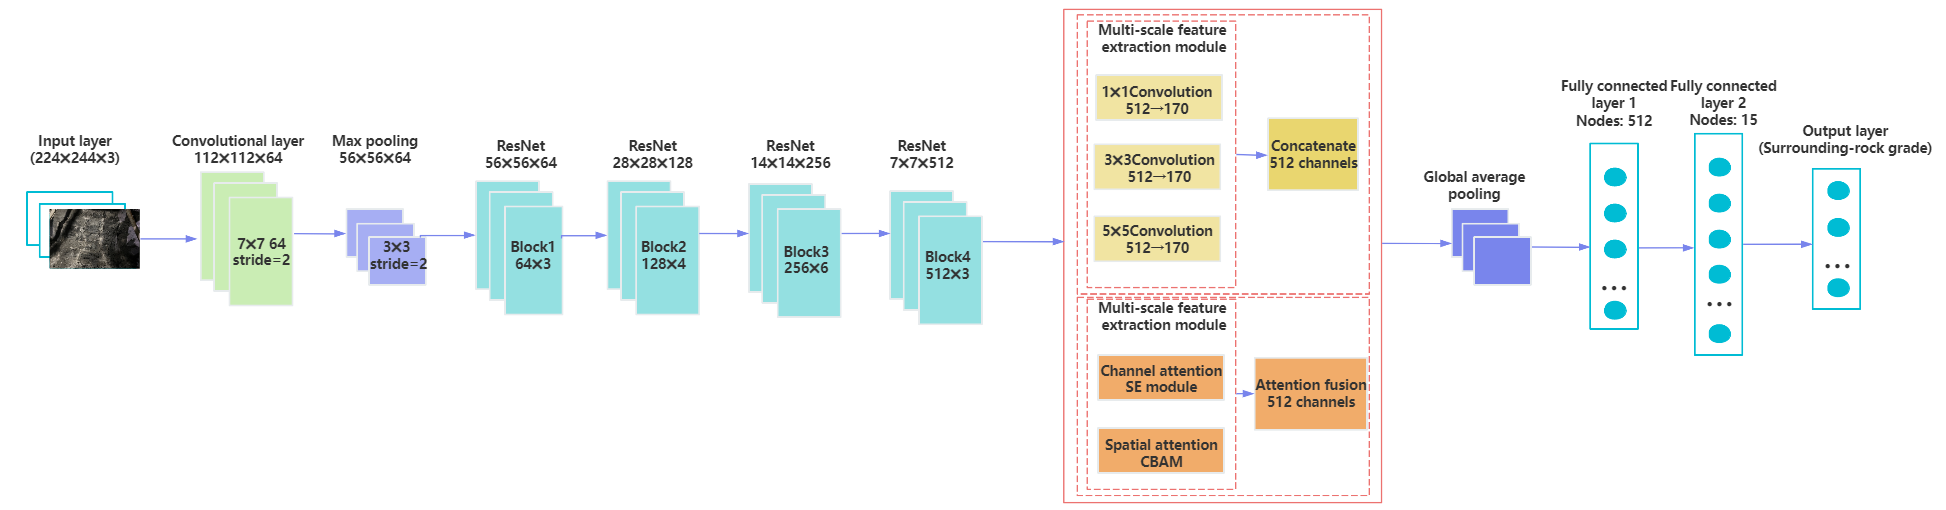 Input layer
(224×244×3)
Convolutional layer
112×112×64
7×7 64
stride=2
Max pooling
56×56×64
3×3
stride=2
ResNet
56×56×64
Block1
64×3
ResNet
28×28×128
Block2
128×4
ResNet
14×14×256
Block3
256×6
ResNet
7×7×512
Block4
512×3
Multi-scale feature
extraction module
1×1Convolution
512→170
3×3Convolution
512→170
5×5Convolution
512→170
Concatenate
512 channels
Multi-scale feature
extraction module
Channel attention
SE module
Spatial attention
CBAM
Attention fusion
512 channels
Global average
pooling
Fully connected
layer 1
Nodes: 512
...
Fully connected
layer 2
Nodes: 15
...
Output layer
(Surrounding-rock grade)
...